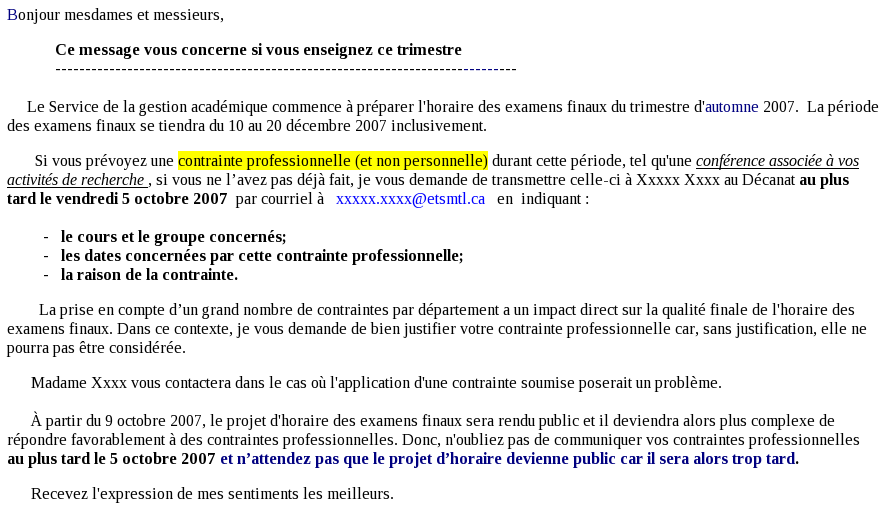 Bonjour mesdames et messieurs,
Ce message vous concerne si vous enseignez ce trimestre
-----------------------------------------------------------------------------
Le Service de la gestion académique commence à préparer l'horaire des examens finaux du trimestre d'automne 2007. La période
des examens finaux se tiendra du 10 au 20 décembre 2007 inclusivement.
Si vous prévoyez une contrainte professionnelle (et non personnelle) durant cette période, tel qu'une conférence associée à vos
activités de recherche , si vous ne l’avez pas déjà fait, je vous demande de transmettre celle-ci à Xxxxx Xxxx au Décanat au plus
tard le vendredi 5 octobre 2007 par courriel à xxxxx.xxxx@etsmtl.ca en indiquant :
- le cours et le groupe concernés;
- les dates concernées par cette contrainte professionnelle;
- la raison de la contrainte.
La prise en compte d’un grand nombre de contraintes par département a un impact direct sur la qualité finale de l'horaire des
examens finaux. Dans ce contexte, je vous demande de bien justifier votre contrainte professionnelle car, sans justification, elle ne
pourra pas être considérée.
Madame Xxxx vous contactera dans le cas où l'application d'une contrainte soumise poserait un problème.
À partir du 9 octobre 2007, le projet d'horaire des examens finaux sera rendu public et il deviendra alors plus complexe de
répondre favorablement à des contraintes professionnelles. Donc, n'oubliez pas de communiquer vos contraintes professionnelles
au plus tard le 5 octobre 2007 et n’attendez pas que le projet d’horaire devienne public car il sera alors trop tard.
Recevez l'expression de mes sentiments les meilleurs.